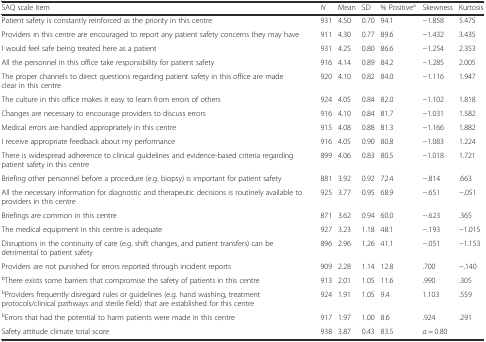 SAQ scale item N Mean SD % Positiveᵃ Skewness Kurtosis
Patient safety is constantly reinforced as the priority in this centre 931 4.50 0.70 94.1 −1.858 5.475
Providers in this centre are encouraged to report any patient safety concerns they may have 911 4.30 0.77 89.6 −1.432 3.435
I would feel safe being treated here as a patient 931 4.25 0.80 86.6 −1.254 2.353
All the personnel in this office take responsibility for patient safety 916 4.14 0.89 84.2 −1.285 2.005
The proper channels to direct questions regarding patient safety in this office are made 920 4.10 0.82 84.0 −1.116 1.947
clear in this centre
The culture in this office makes it easy to learn from errors of others 924 4.05 0.84 82.0 −1.102 1.818
Changes are necessary to encourage providers to discuss errors 916 4.10 0.84 81.7 −1.031 1.582
Medical errors are handled appropriately in this centre 915 4.08 0.88 81.3 −1.166 1.882
I receive appropriate feedback about my performance 916 4.05 0.90 80.8 −1.083 1.224
There is widespread adherence to clinical guidelines and evidence-based criteria regarding 899 4.06 0.83 80.5 −1.018 1.721
patient safety in this centre
Briefing other personnel before a procedure (e.g. biopsy) is important for patient safety 881 3.92 0.92 72.4 −.814 .663
All the necessary information for diagnostic and therapeutic decisions is routinely available to 925 3.77 0.95 68.9 −.651 −.051
providers in this centre
Briefings are common in this centre 871 3.62 0.94 60.0 −.623 .365
The medical equipment in this centre is adequate 927 3.23 1.18 48.1 −.193 −1.015
Disruptions in the continuity of care (e.g. shift changes, and patient transfers) can be 896 2.96 1.26 41.1 −.051 −1.153
detrimental to patient safety
Providers are not punished for errors reported through incident reports 909 2.28 1.14 12.8 .700 −.140
ᵇThere exists some barriers that compromise the safety of patients in this centre 913 2.01 1.05 11.6 .990 .305
ᵇProviders frequently disregard rules or guidelines (e.g. hand washing, treatment 924 1.91 1.05 9.4 1.103 .559
protocols/clinical pathways and sterile field) that are established for this centre
ᵇErrors that had the potential to harm patients were made in this centre 917 1.97 1.00 8.6 .924 .291
Safety attitude climate total score 938 3.87 0.43 83.5 α = 0.80